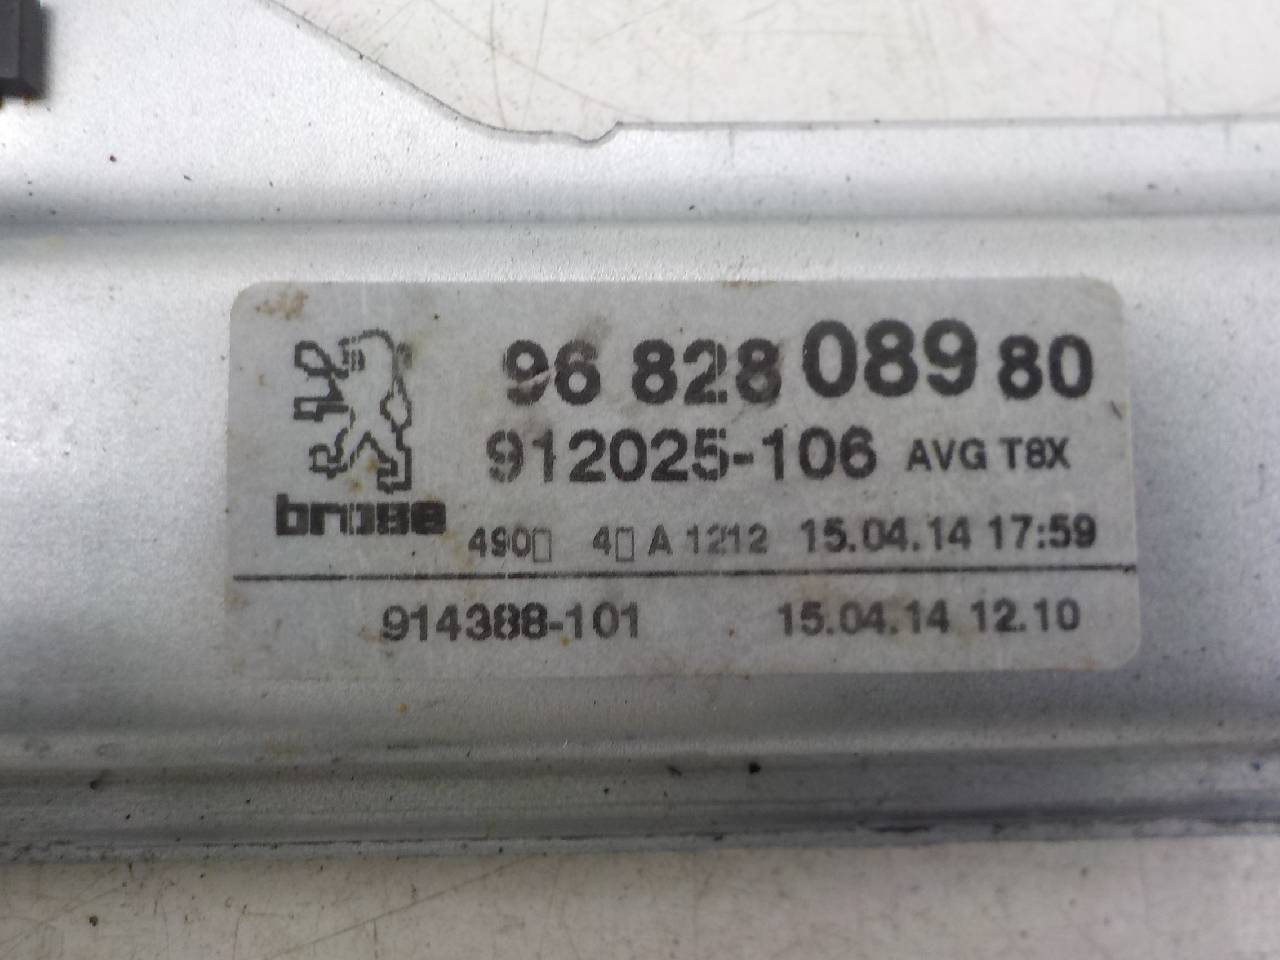 96 828 089 80
912025-106 AVG T8X
brose
490▯ 4▯ A 1212 15.04.14 17:59
914388-101 15.04.14 12.10